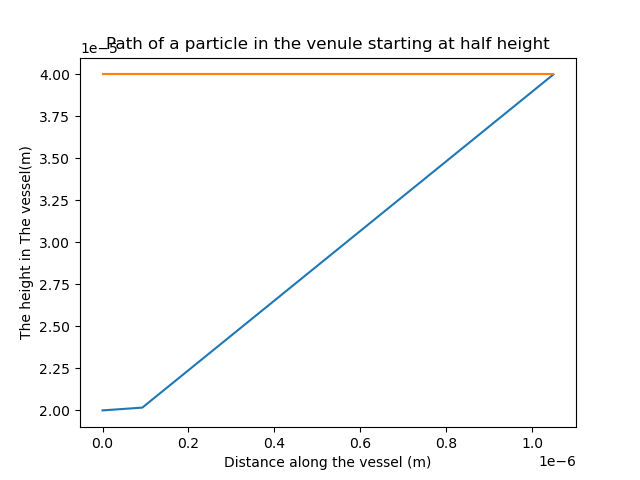 Path of a particle in the venule starting at half height
1e−5
4.00
3.75
3.50
3.25
3.00
2.75
2.50
2.25
2.00
The height in The vessel(m)
0.0 0.2 0.4 0.6 0.8 1.0
1e−6
Distance along the vessel (m)